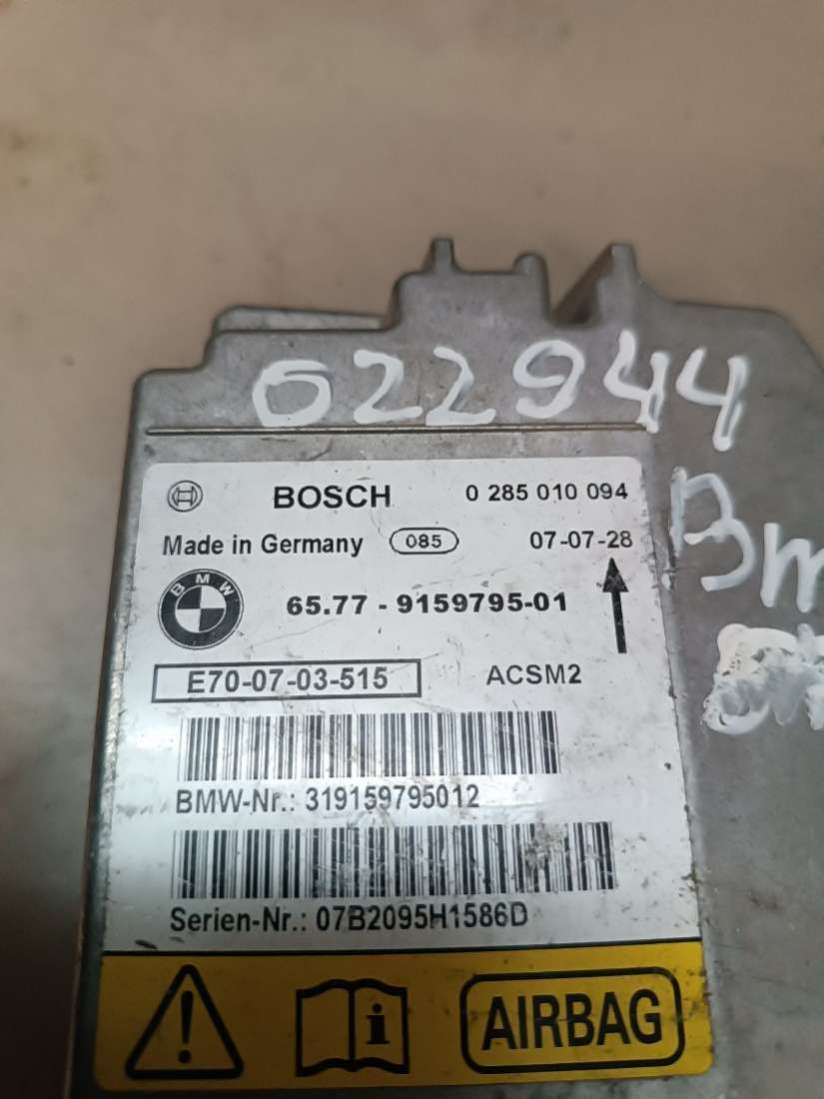 022944
BOSCH 0 285 010 094
Made in Germany 085 07-07-28
BMW
65.77 - 9159795-01
E70-07-03-515 ACSM2
BMW-Nr.: 319159795012
Serien-Nr.: 07B2095H1586D
AIRBAG